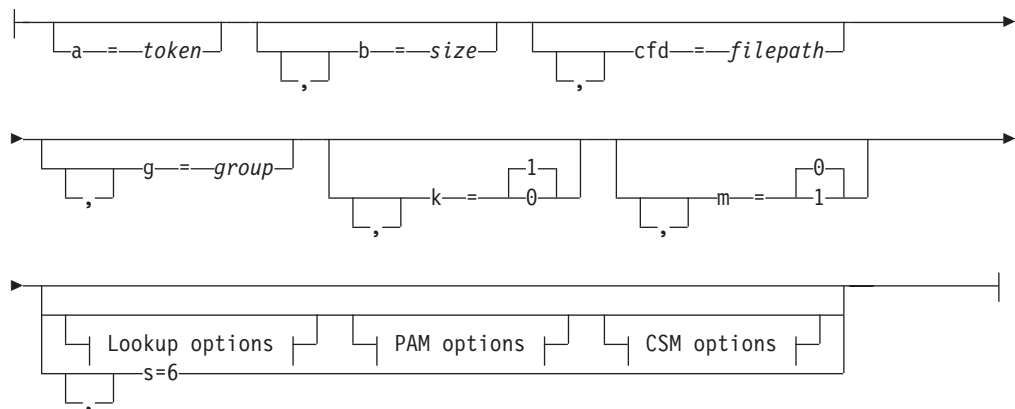 a = token , b = size , cfd = filepath
, g = group , k = 1 0 , m = 0 1
Lookup options PAM options CSM options
, s=6